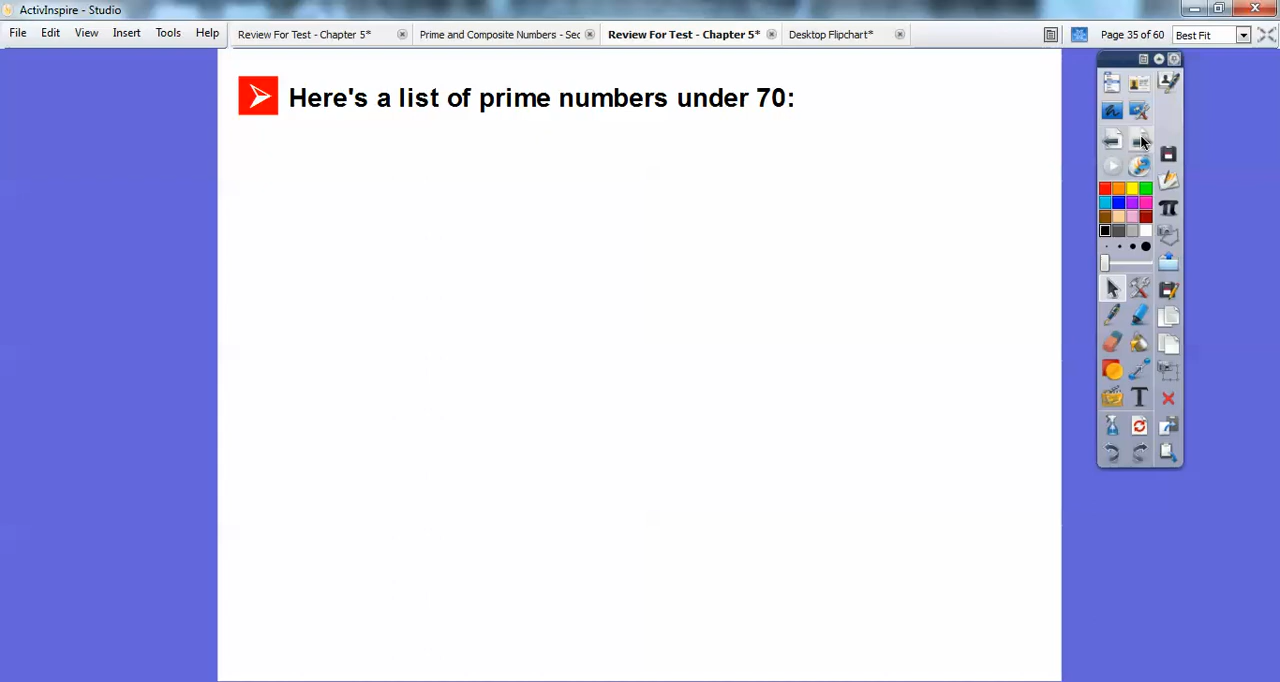 ActivInspire - Studio
File Edit View Insert Tools Help
Review For Test - Chapter 5* Prime and Composite Numbers - Sec Review For Test - Chapter 5* Desktop Flipchart*
Page 35 of 60 Best Fit
Here's a list of prime numbers under 70: